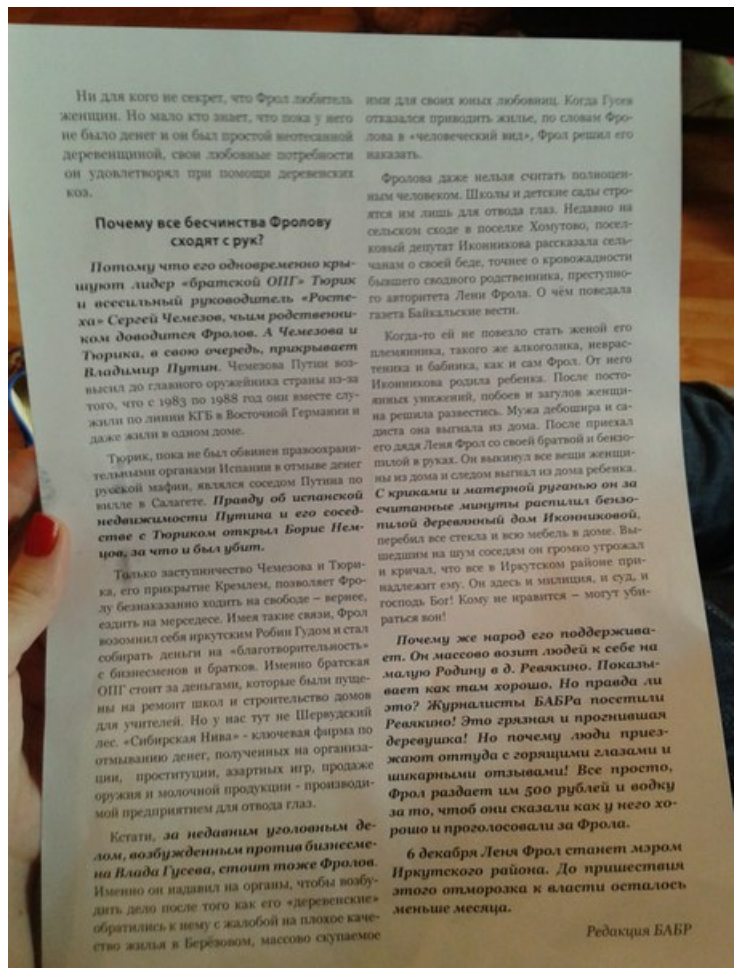 Ни для кого не секрет, что Фрол любитель
женщин. Но мало кто знает, что пока у него
не было денег и он был простой неотесанной
деревенщиной, свои любовные потребности
он удовлетворял при помощи деревенских
коз.
Почему все бесчинства Фролову
сходят с рук?
Потому что его одновременно кры-
шуют лидер «братской ОПГ» Тюрик
и всесильный руководитель «Росте-
ха» Сергей Чемезов, чьим родственни-
ком доводится Фролов. А Чемезова и
Тюрика, в свою очередь, прикрывает
Владимир Путин. Чемезова Путин воз-
высил до главного оружейника страны из-за
того, что с 1983 по 1988 год они вместе слу-
жили по линии КГБ в Восточной Германии и
даже жили в одном доме.
Тюрик, пока не был обвинен правоохрани-
тельными органами Испании в отмыве денег
русской мафии, являлся соседом Путина по
вилле в Салагете. Правду об испанской
недвижимости Путина и его сосед-
стве с Тюриком открыл Борис Нем-
цов, за что и был убит.
Только заступничество Чемезова и Тюри-
ка, его прикрытие Кремлем, позволяет Фро-
лу безнаказанно ходить на свободе – вернее,
ездить на мерседесе. Имея такие связи, Фрол
возомнил себя иркутским Робин Гудом и стал
собирать деньги на «благотворительность»
с бизнесменов и братков. Именно братская
ОПГ стоит за деньгами, которые были пуще-
ны на ремонт школ и строительство домов
для учителей. Но у нас тут не Шервудский
лес. «Сибирская Нива» - ключевая фирма по
отмыванию денег, полученных на организа-
ции, проституции, азартных игр, продаже
оружия и молочной продукции - производи-
мой предприятием для отвода глаз.
Кстати, за недавним уголовным де-
лом, возбужденным против бизнесме-
на Влада Гусева, стоит тоже Фролов.
Именно он надавил на органы, чтобы возбу-
дить дело после того как его «деревенские»
обратились к нему с жалобой на плохое каче-
ство жилья в Берёзовом, массово скупаемое
ими для своих юных любовниц. Когда Гусев
отказался приводить жилье, по словам Фро-
лова в «человеческий вид», Фрол решил его
наказать.
Фролова даже нельзя считать полноцен-
ным человеком. Школы и детские сады стро-
ятся им лишь для отвода глаз. Недавно на
сельском сходе в поселке Хомутово, посел-
ковый депутат Иконникова рассказала сель-
чанам о своей беде, точнее о кровожадности
бывшего сводного родственника, преступно-
го авторитета Лени Фрола. О чём поведала
газета Байкальские вести.
Когда-то ей не повезло стать женой его
племянника, такого же алкоголика, неврас-
теника и бабника, как и сам Фрол. От него
Иконникова родила ребенка. После посто-
янных унижений, побоев и загулов женщи-
на решила развестись. Мужа дебошира и са-
диста она выгнала из дома. После приехал
его дядя Леня Фрол со своей братвой и бензо-
пилой в руках. Он выкинул все вещи женщи-
ны из дома и следом выгнал из дома ребенка.
С криками и матерной руганью он за
считанные минуты распилил бензо-
пилой деревянный дом Иконниковой,
перебил все стекла и всю мебель в доме. Вы-
шедшим на шум соседям он громко угрожал
и кричал, что все в Иркутском районе при-
надлежит ему. Он здесь и милиция, и суд, и
господь Бог! Кому не нравится – могут уби-
раться вон!
Почему же народ его поддержива-
ет. Он массово возит людей к себе на
малую Родину в д. Ревякино. Показы-
вает как там хорошо. Но правда ли
это? Журналисты БАБРа посетили
Ревякино! Это грязная и прогнившая
деревушка! Но почему люди приез-
жают оттуда с горящими глазами и
шикарными отзывами! Все просто,
Фрол раздает им 500 рублей и водку
за то, чтоб они сказали как у него хо-
рошо и проголосовали за Фрола.
6 декабря Леня Фрол станет мэром
Иркутского района. До пришествия
этого отморозка к власти осталось
меньше месяца.
Редакция БАБР